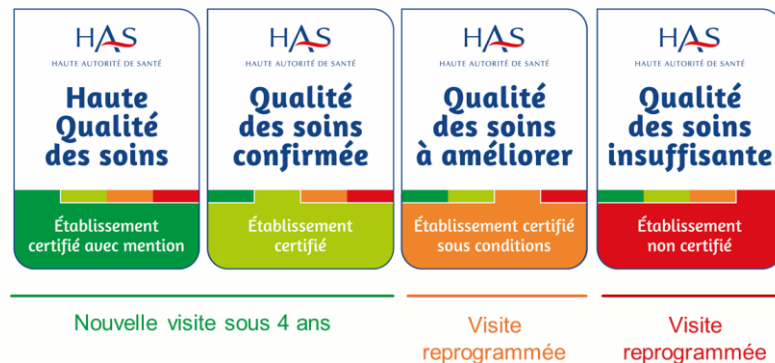 HAS
HAUTE AUTORITÉ DE SANTÉ
Haute
Qualité
des soins
Établissement
certifié avec mention
HAS
HAUTE AUTORITÉ DE SANTÉ
Qualité
des soins
confirmée
Établissement
certifié
HAS
HAUTE AUTORITÉ DE SANTÉ
Qualité
des soins
à améliorer
Établissement certifié
sous conditions
HAS
HAUTE AUTORITÉ DE SANTÉ
Qualité
des soins
insuffisante
Établissement
non certifié
Nouvelle visite sous 4 ans
Visite
reprogrammée
Visite
reprogrammée